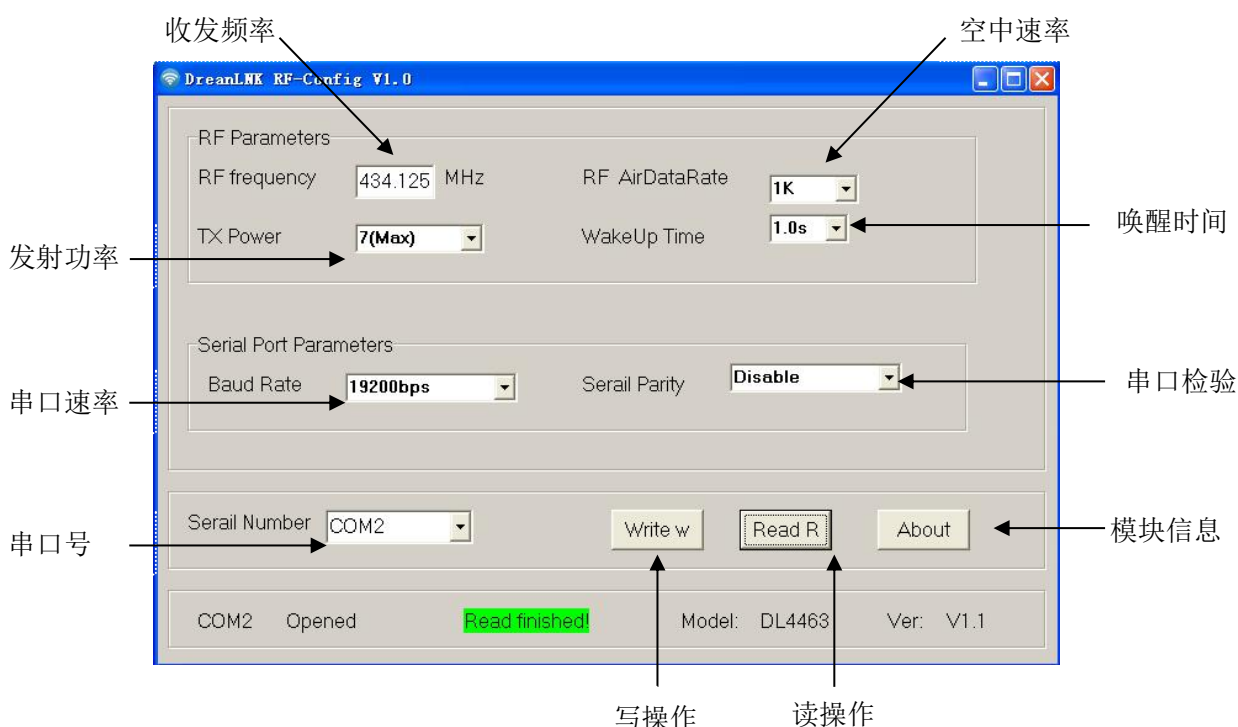 收发频率
空中速率
DreamLNK RF-Config V1.0
RF Parameters
RF frequency 434.125 MHz RF AirDataRate 1K
唤醒时间
TX Power 7(Max) WakeUp Time 1.0s
发射功率
Serial Port Parameters
Baud Rate 19200bps Serail Parity Disable
串口速率
串口检验
Serail Number COM2 Write w Read R About
串口号
模块信息
COM2 Opened Read finished! Model: DL4463 Ver: V1.1
写操作
读操作